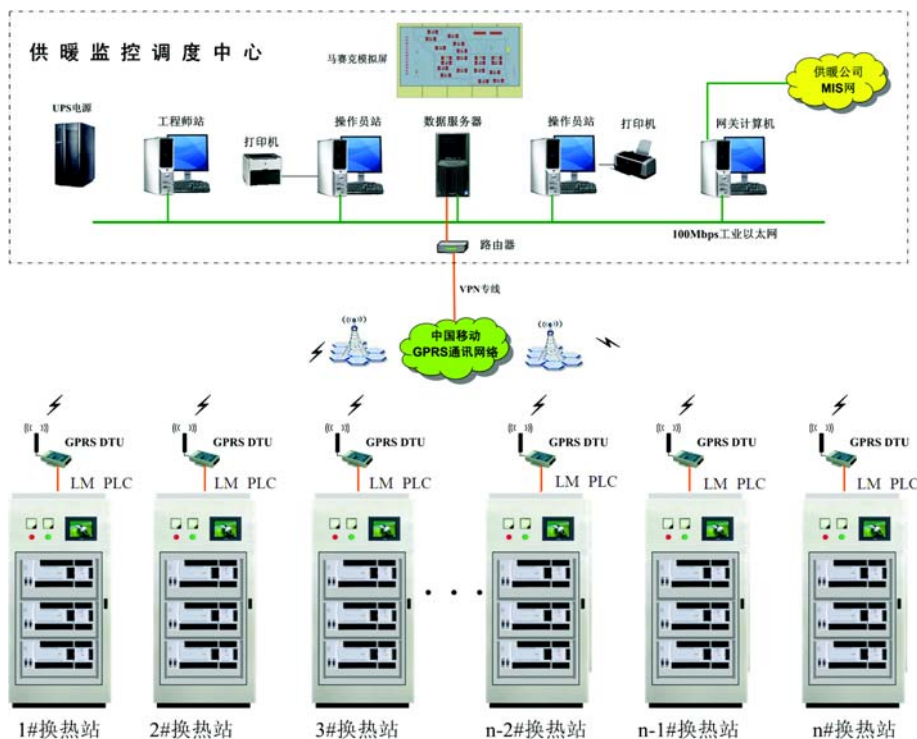 马赛克模拟屏
供 暖 监 控 调 度 中 心
供暖公司
MIS网
UPS电源
工程师站
打印机
操作员站
数据服务器
操作员站
打印机
网关计算机
100Mbps工业以太网
路由器
VPN专线
中国移动
GPRS通讯网络
GPRS DTU
GPRS DTU
GPRS DTU
GPRS DTU
GPRS DTU
GPRS DTU
LM PLC
LM PLC
LM PLC
LM PLC
LM PLC
LM PLC
· · ·
1#换热站
2#换热站
3#换热站
n-2#换热站
n-1#换热站
n#换热站